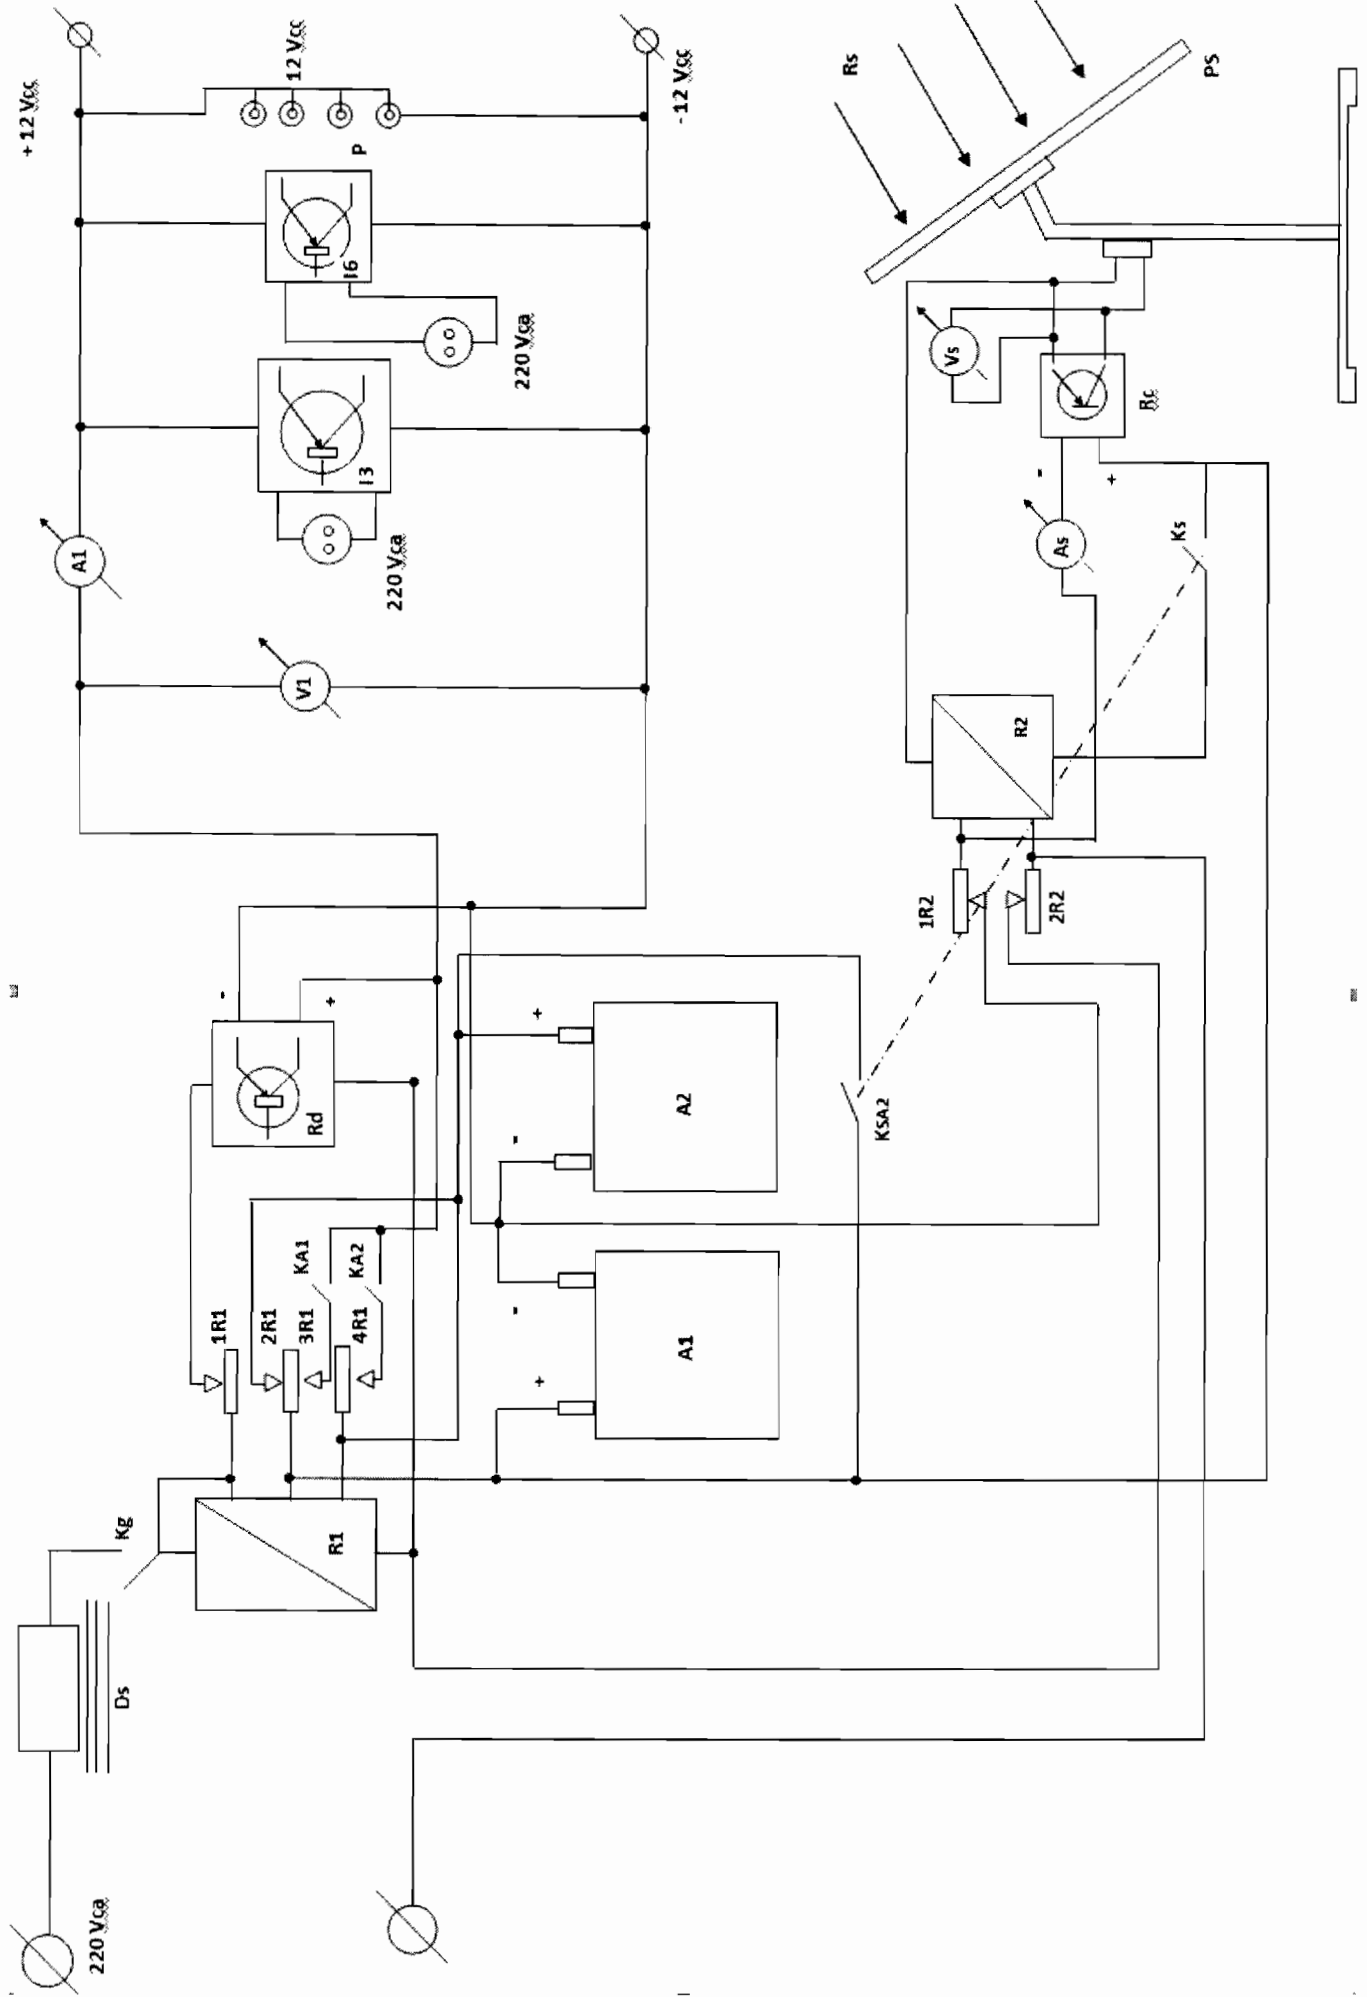 220 Vca
Ds
Kg
R1
1R1
2R1
3R1
4R1
KA1
KA2
Rd
-
+
A1
+
-
A2
-
+
KSA2
V1
A1
I3
220 Vca
I6
220 Vca
P
12 Vcc
+12 Vcc
-12 Vcc
1R2
2R2
R2
As
Ks
-
+
Rc
Vs
Rs
PS